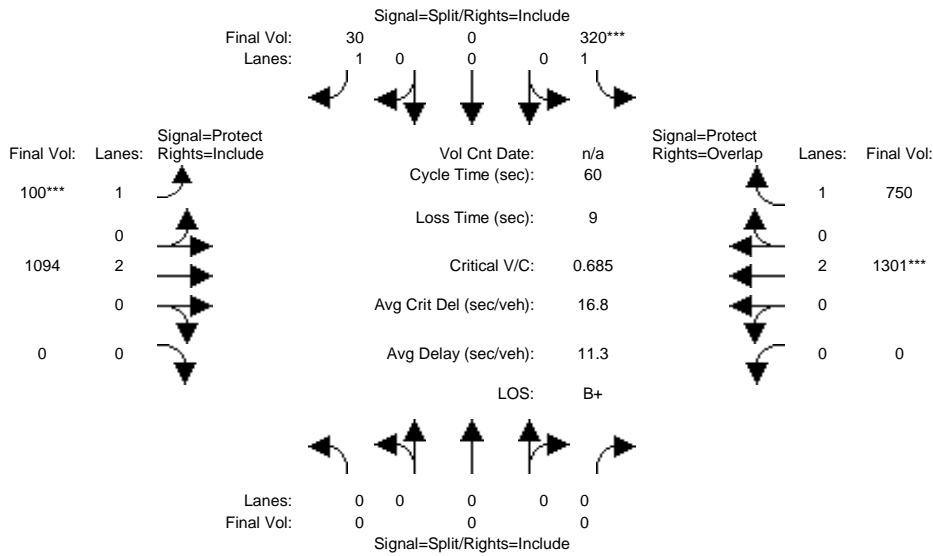 Signal=Split/Rights=Include
Final Vol: 30 0 320***
Lanes: 1 0 0 0 1
Signal=Protect
Final Vol: Lanes: Rights=Include
Vol Cnt Date: n/a
Signal=Protect
Rights=Overlap Lanes: Final Vol:
Cycle Time (sec): 60
100*** 1
1 750
Loss Time (sec): 9
0
0
1094 2
Critical V/C: 0.685
2 1301***
0
Avg Crit Del (sec/veh): 16.8
0
0 0
Avg Delay (sec/veh): 11.3
0 0
LOS: B+
Lanes: 0 0 0 0 0
Final Vol: 0 0 0
Signal=Split/Rights=Include